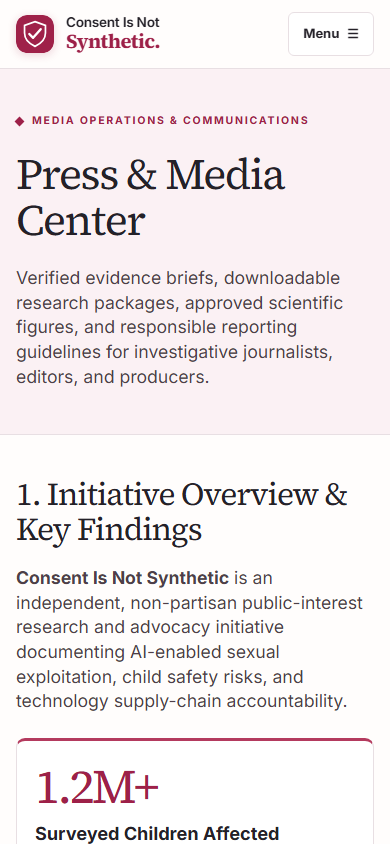 Consent Is Not
Synthetic.
Menu ☰
MEDIA OPERATIONS & COMMUNICATIONS
Press & Media
Center
Verified evidence briefs, downloadable
research packages, approved scientific
figures, and responsible reporting
guidelines for investigative journalists,
editors, and producers.
1. Initiative Overview &
Key Findings
Consent Is Not Synthetic is an
independent, non-partisan public-interest
research and advocacy initiative
documenting AI-enabled sexual
exploitation, child safety risks, and
technology supply-chain accountability.
1.2M+
Surveyed Children Affected